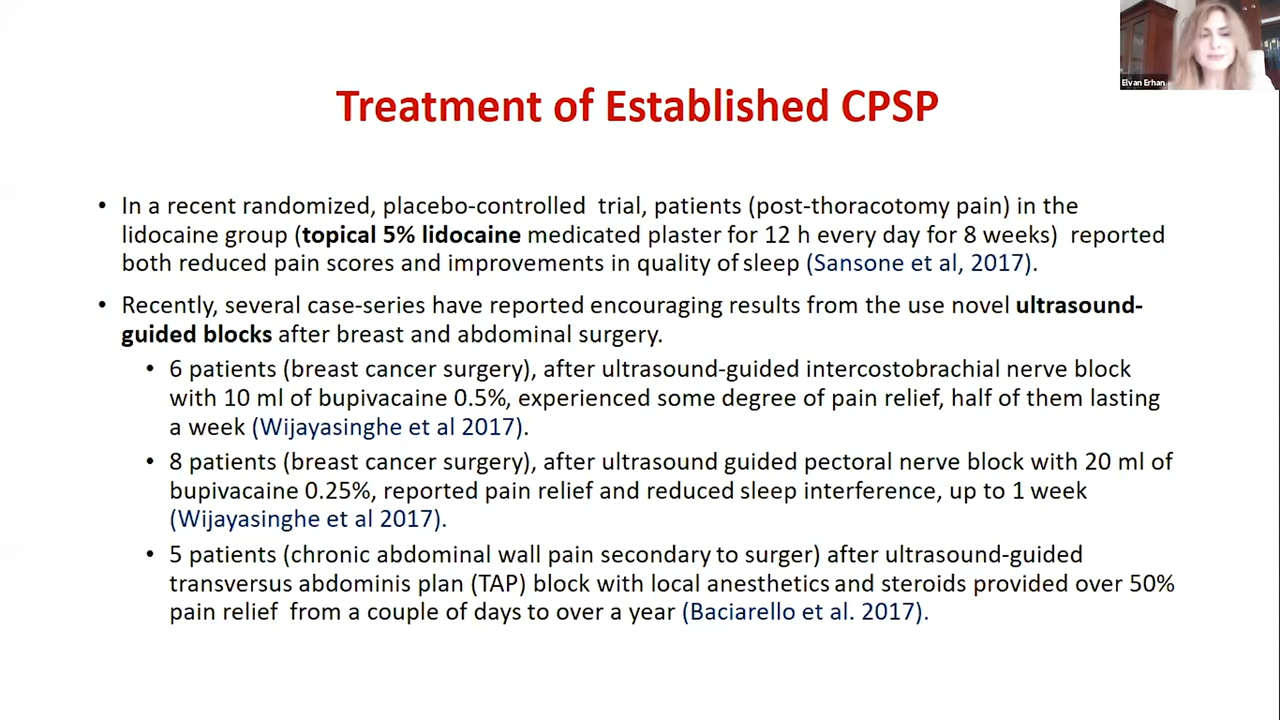 Elvan Erhan
Treatment of Established CPSP
• In a recent randomized, placebo-controlled trial, patients (post-thoracotomy pain) in the
lidocaine group (topical 5% lidocaine medicated plaster for 12 h every day for 8 weeks) reported
both reduced pain scores and improvements in quality of sleep (Sansone et al, 2017).
• Recently, several case-series have reported encouraging results from the use novel ultrasound-
guided blocks after breast and abdominal surgery.
• 6 patients (breast cancer surgery), after ultrasound-guided intercostobrachial nerve block
with 10 ml of bupivacaine 0.5%, experienced some degree of pain relief, half of them lasting
a week (Wijayasinghe et al 2017).
• 8 patients (breast cancer surgery), after ultrasound guided pectoral nerve block with 20 ml of
bupivacaine 0.25%, reported pain relief and reduced sleep interference, up to 1 week
(Wijayasinghe et al 2017).
• 5 patients (chronic abdominal wall pain secondary to surger) after ultrasound-guided
transversus abdominis plan (TAP) block with local anesthetics and steroids provided over 50%
pain relief from a couple of days to over a year (Baciarello et al. 2017).